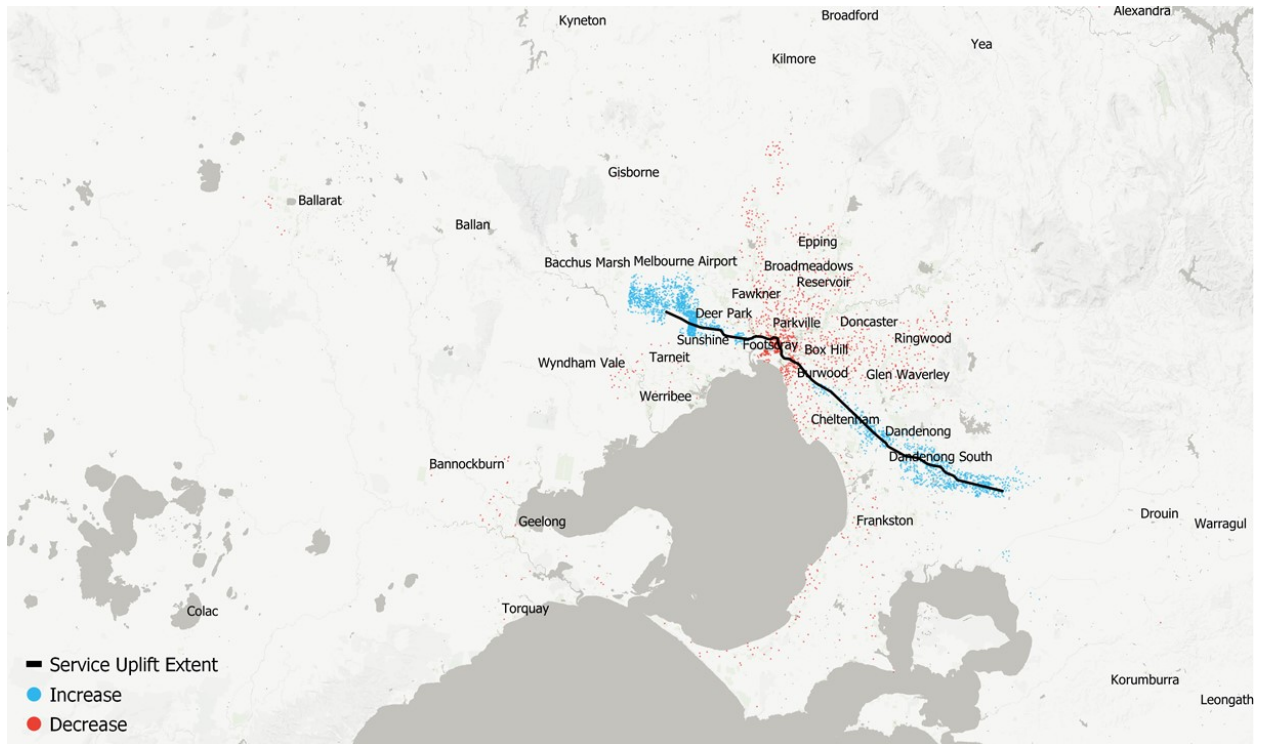 Kyneton
Broadford
Alexandra
Yea
Kilmore
Gisborne
Ballarat
Ballan
Epping
Bacchus Marsh
Melbourne Airport
Broadmeadows
Reservoir
Fawkner
Deer Park
Parkville
Doncaster
Sunshine
Footscray
Box Hill
Ringwood
Wyndham Vale
Tarneit
Burwood
Glen Waverley
Werribee
Cheltenham
Dandenong
Dandenong South
Bannockburn
Geelong
Frankston
Drouin
Warragul
Colac
Torquay
Korumburra
Leongath
Service Uplift Extent
Increase
Decrease